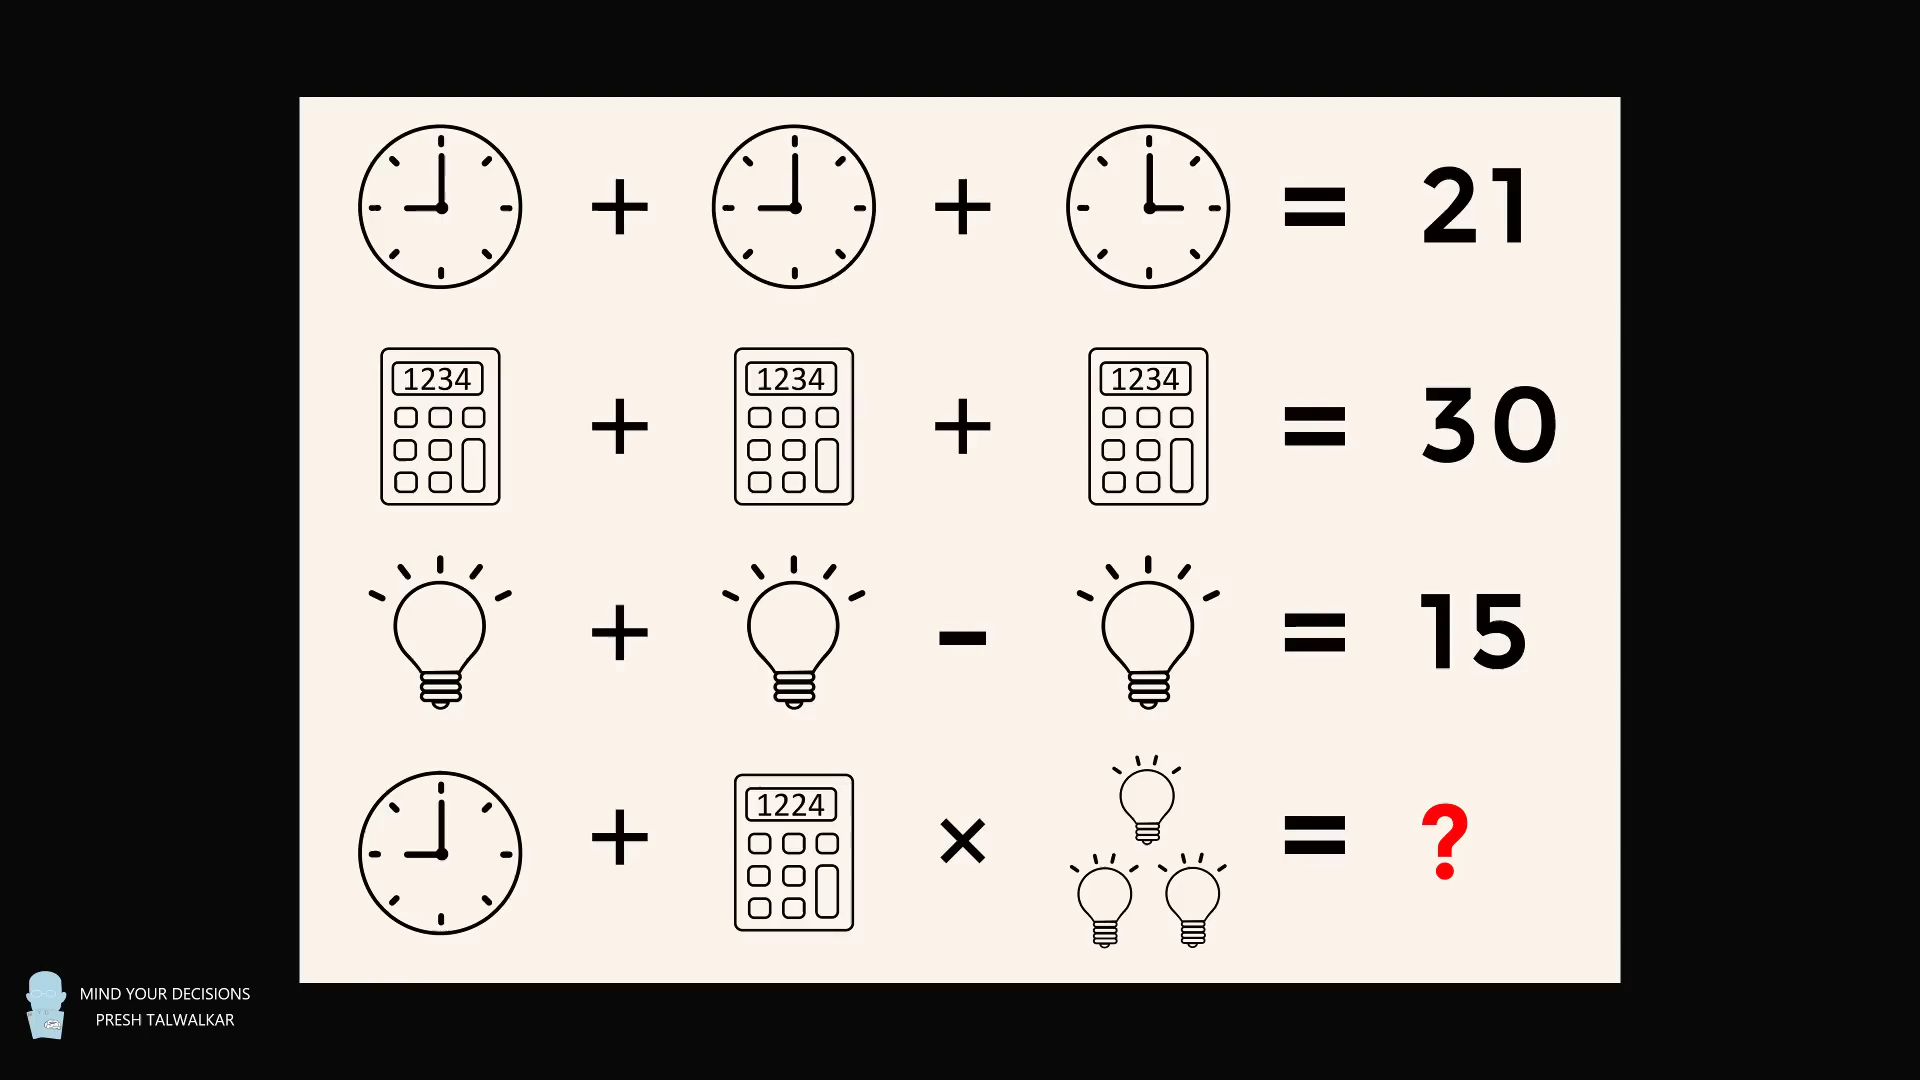 + + = 21
1234 + 1234 + 1234 = 30
+ - = 15
+ 1224 × = ?
MIND YOUR DECISIONS
PRESH TALWALKAR